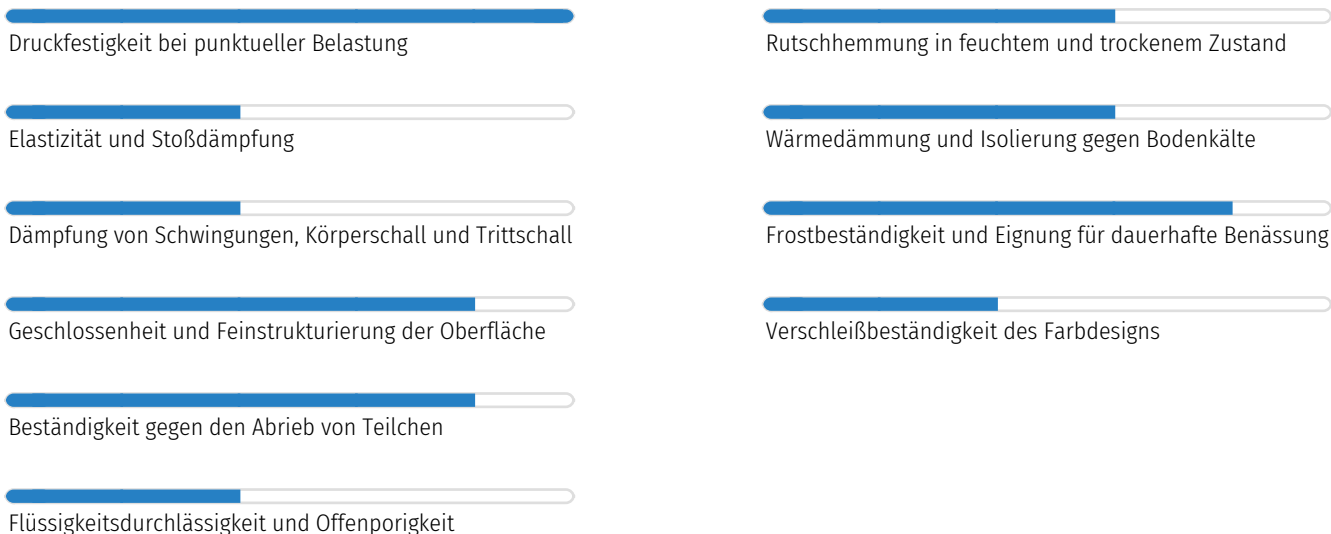 Druckfestigkeit bei punktueller Belastung
Elastizität und Stoßdämpfung
Dämpfung von Schwingungen, Körperschall und Trittschall
Geschlossenheit und Feinstrukturierung der Oberfläche
Beständigkeit gegen den Abrieb von Teilchen
Flüssigkeitsdurchlässigkeit und Offenporigkeit
Rutschhemmung in feuchtem und trockenem Zustand
Wärmedämmung und Isolierung gegen Bodenkälte
Frostbeständigkeit und Eignung für dauerhafte Benässung
Verschleißbeständigkeit des Farbdesigns